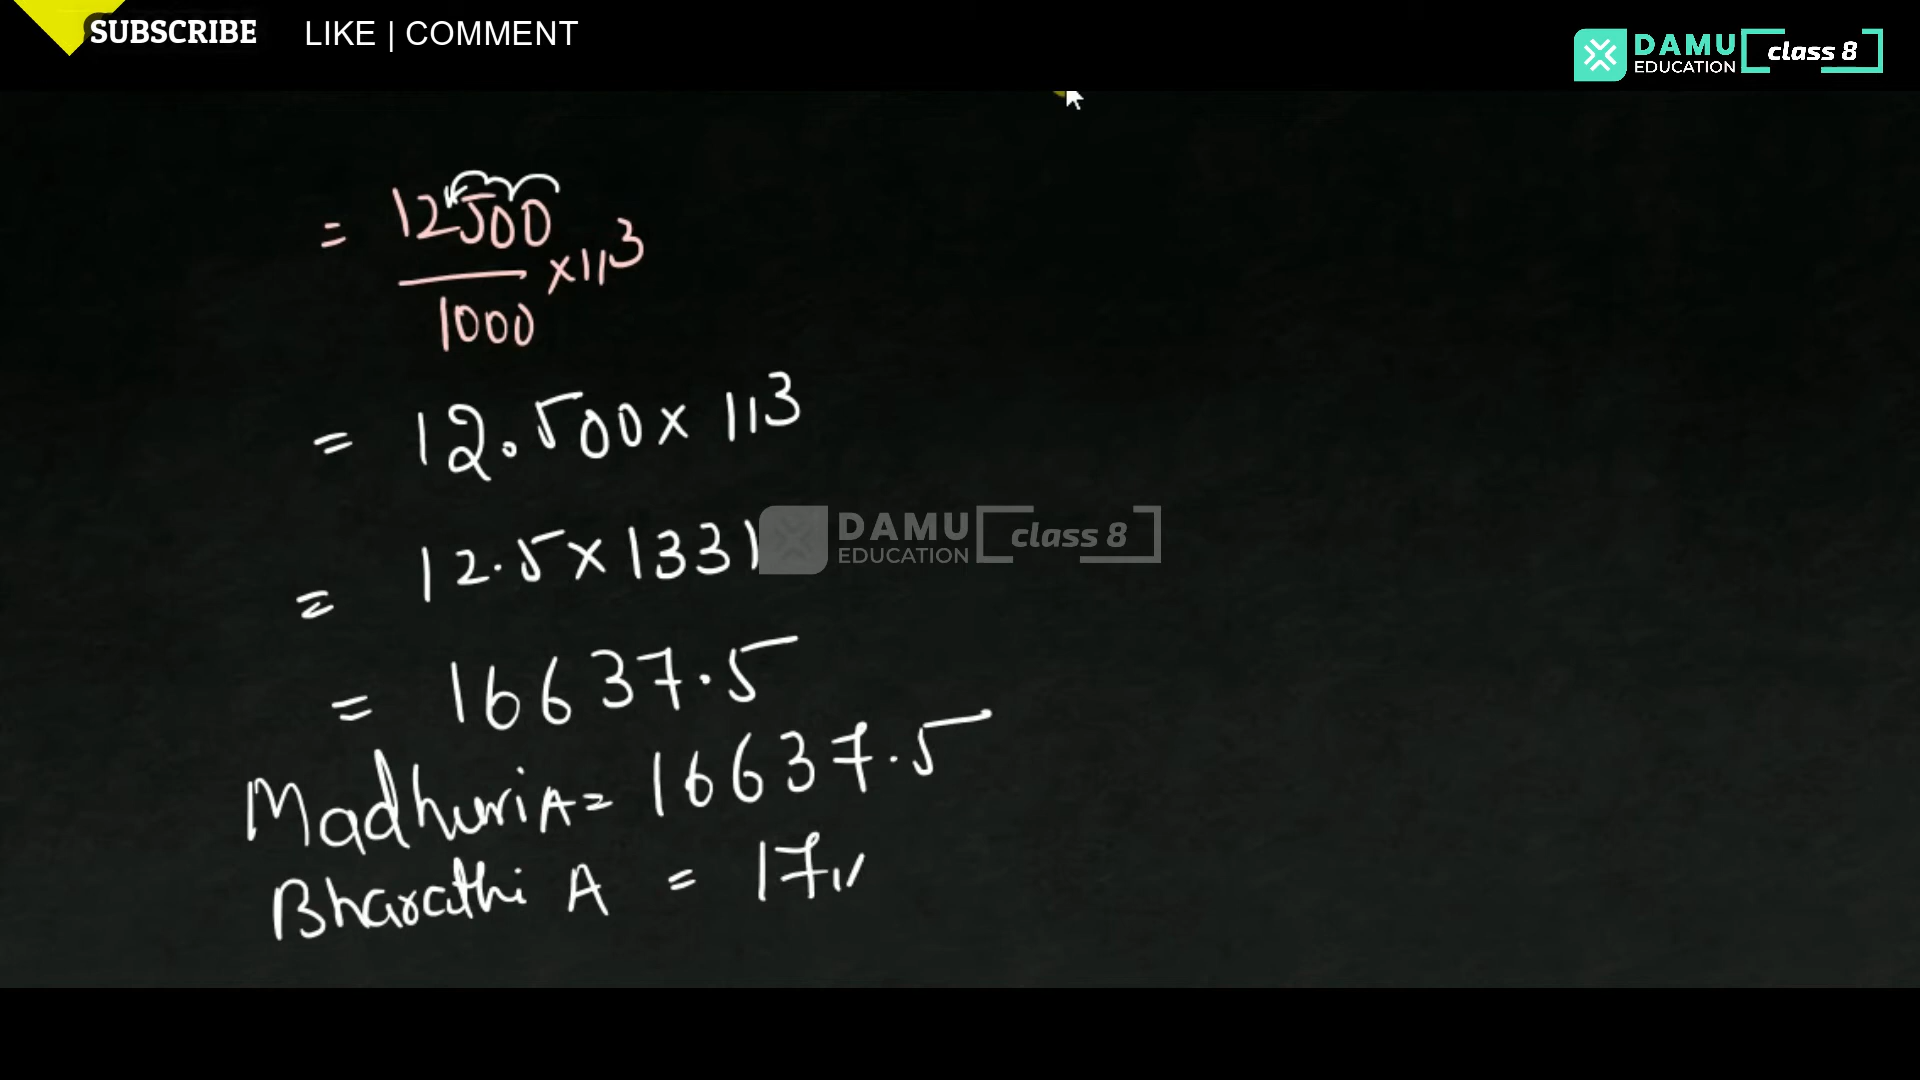 SUBSCRIBE LIKE | COMMENT
DAMU EDUCATION class 8
= 12500/1000 × 11³
= 12.500 × 11³
= 12.5 × 1331
DAMU EDUCATION class 8
= 16637.5
Madhuri A = 16637.5
Bharathi A = 17